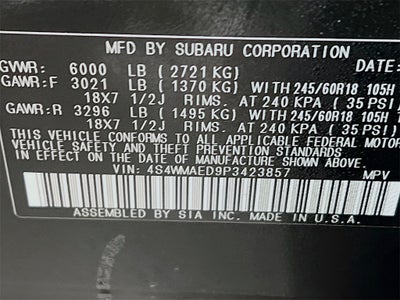 MFD BY SUBARU CORPORATION
GVWR: 6000 LB (2721 KG) DATE:
GAWR:F 3021 LB (1370 KG) WITH 245/60R18 105H
18X7 1/2J RIMS. AT 240 KPA (35 PSI)
GAWR:R 3296 LB (1495 KG) WITH 245/60R18 105H
18X7 1/2J RIMS. AT 240 KPA (35 PSI)
THIS VEHICLE CONFORMS TO ALL APPLICABLE FEDERAL MOTOR
VEHICLE SAFETY AND THEFT PREVENTION STANDARDS
IN EFFECT ON THE DATE OF MANUFACTURE SHOWN ABOVE.
VIN: 4S4WMAED9P3423857 MPV
ASSEMBLED BY SIA INC. MADE IN U.S.A.